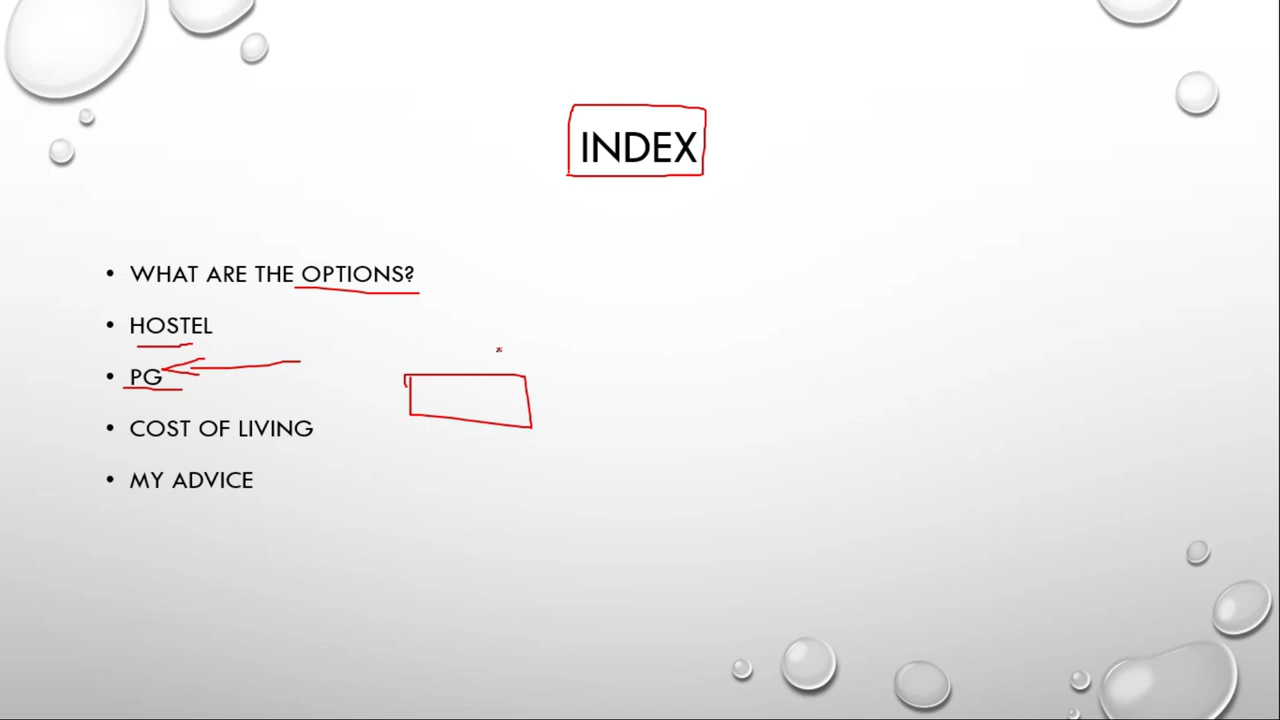 INDEX
• WHAT ARE THE OPTIONS?
• HOSTEL
• PG
• COST OF LIVING
• MY ADVICE